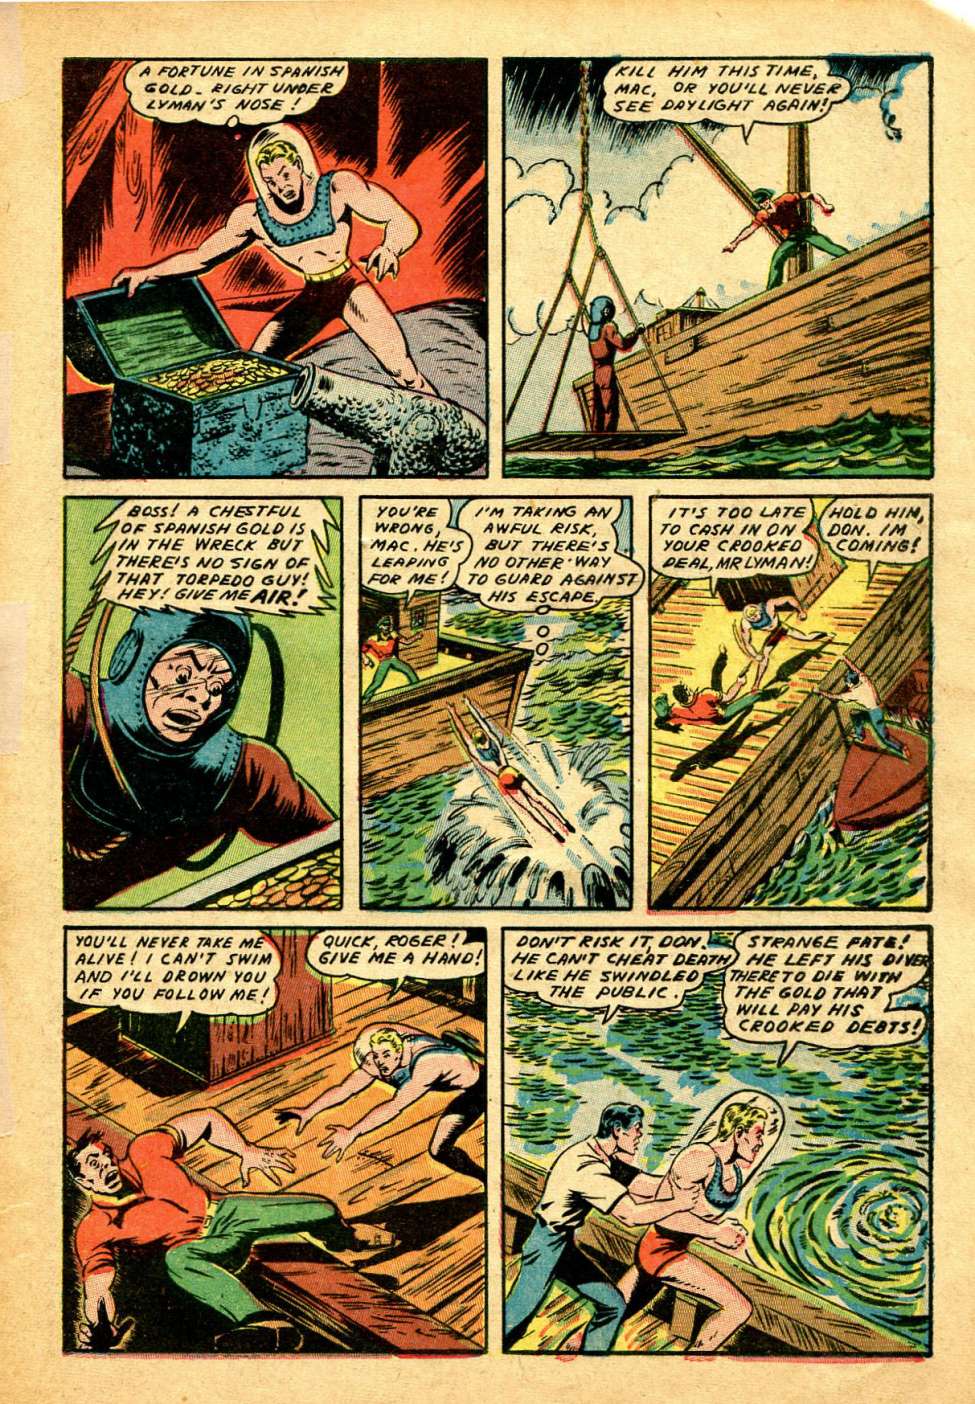 A FORTUNE IN SPANISH
GOLD - RIGHT UNDER
LYMAN'S NOSE!
KILL HIM THIS TIME,
MAC, OR YOU'LL NEVER
SEE DAYLIGHT AGAIN!
BOSS! A CHESTFUL
OF SPANISH GOLD IS
IN THE WRECK BUT
THERE'S NO SIGN OF
THAT TORPEDO GUY!
HEY! GIVE ME AIR!
YOU'RE
WRONG,
MAC. HE'S
LEAPING
FOR ME!
I'M TAKING AN
AWFUL RISK,
BUT THERE'S
NO OTHER WAY
TO GUARD AGAINST
HIS ESCAPE.
IT'S TOO LATE
TO CASH IN ON
YOUR CROOKED
DEAL, MR LYMAN!
HOLD HIM,
DON. I'M
COMING!
YOU'LL NEVER TAKE ME
ALIVE! I CAN'T SWIM
AND I'LL DROWN YOU
IF YOU FOLLOW ME!
QUICK, ROGER!
GIVE ME A HAND!
DON'T RISK IT, DON.
HE CAN'T CHEAT DEATH
LIKE HE SWINDLED
THE PUBLIC.
STRANGE FATE!
HE LEFT HIS DIVER
THERE TO DIE WITH
THE GOLD THAT
WILL PAY HIS
CROOKED DEBTS!